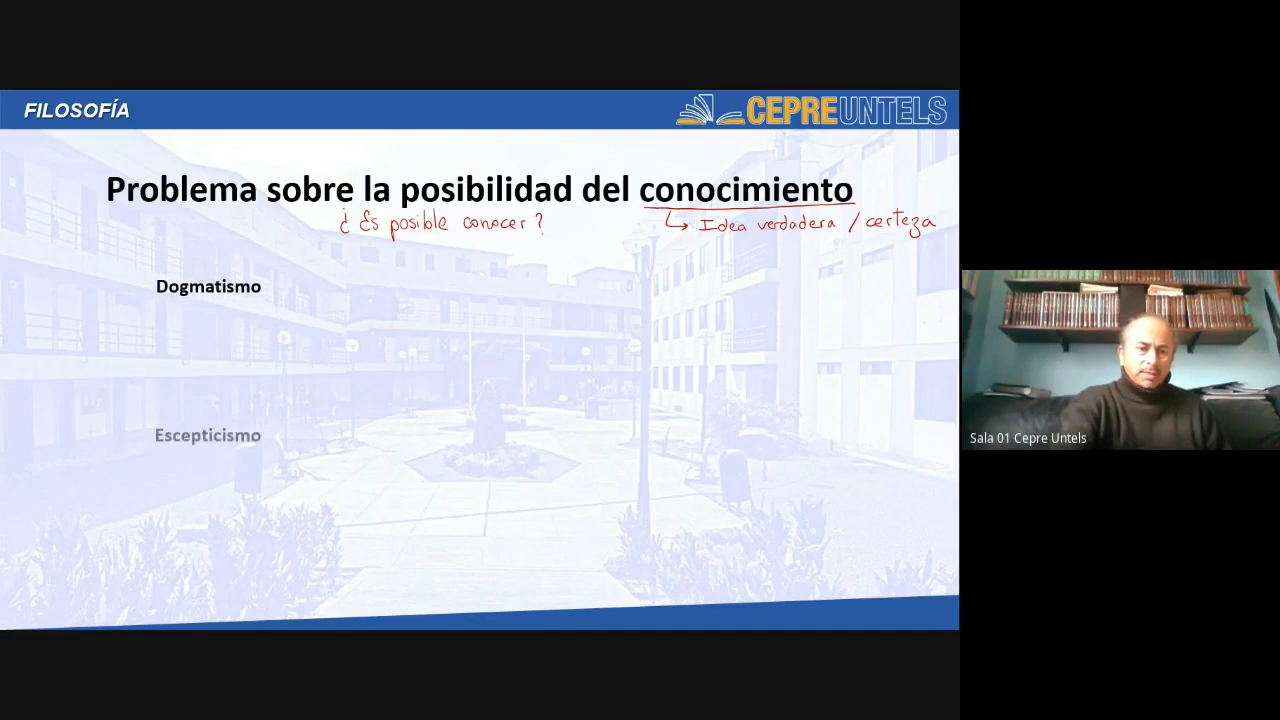 FILOSOFÍA
CEPREUNTELS
Problema sobre la posibilidad del conocimiento
¿ Es posible conocer ?
↳ Idea verdadera / certeza
Dogmatismo
Escepticismo
Sala 01 Cepre Untels